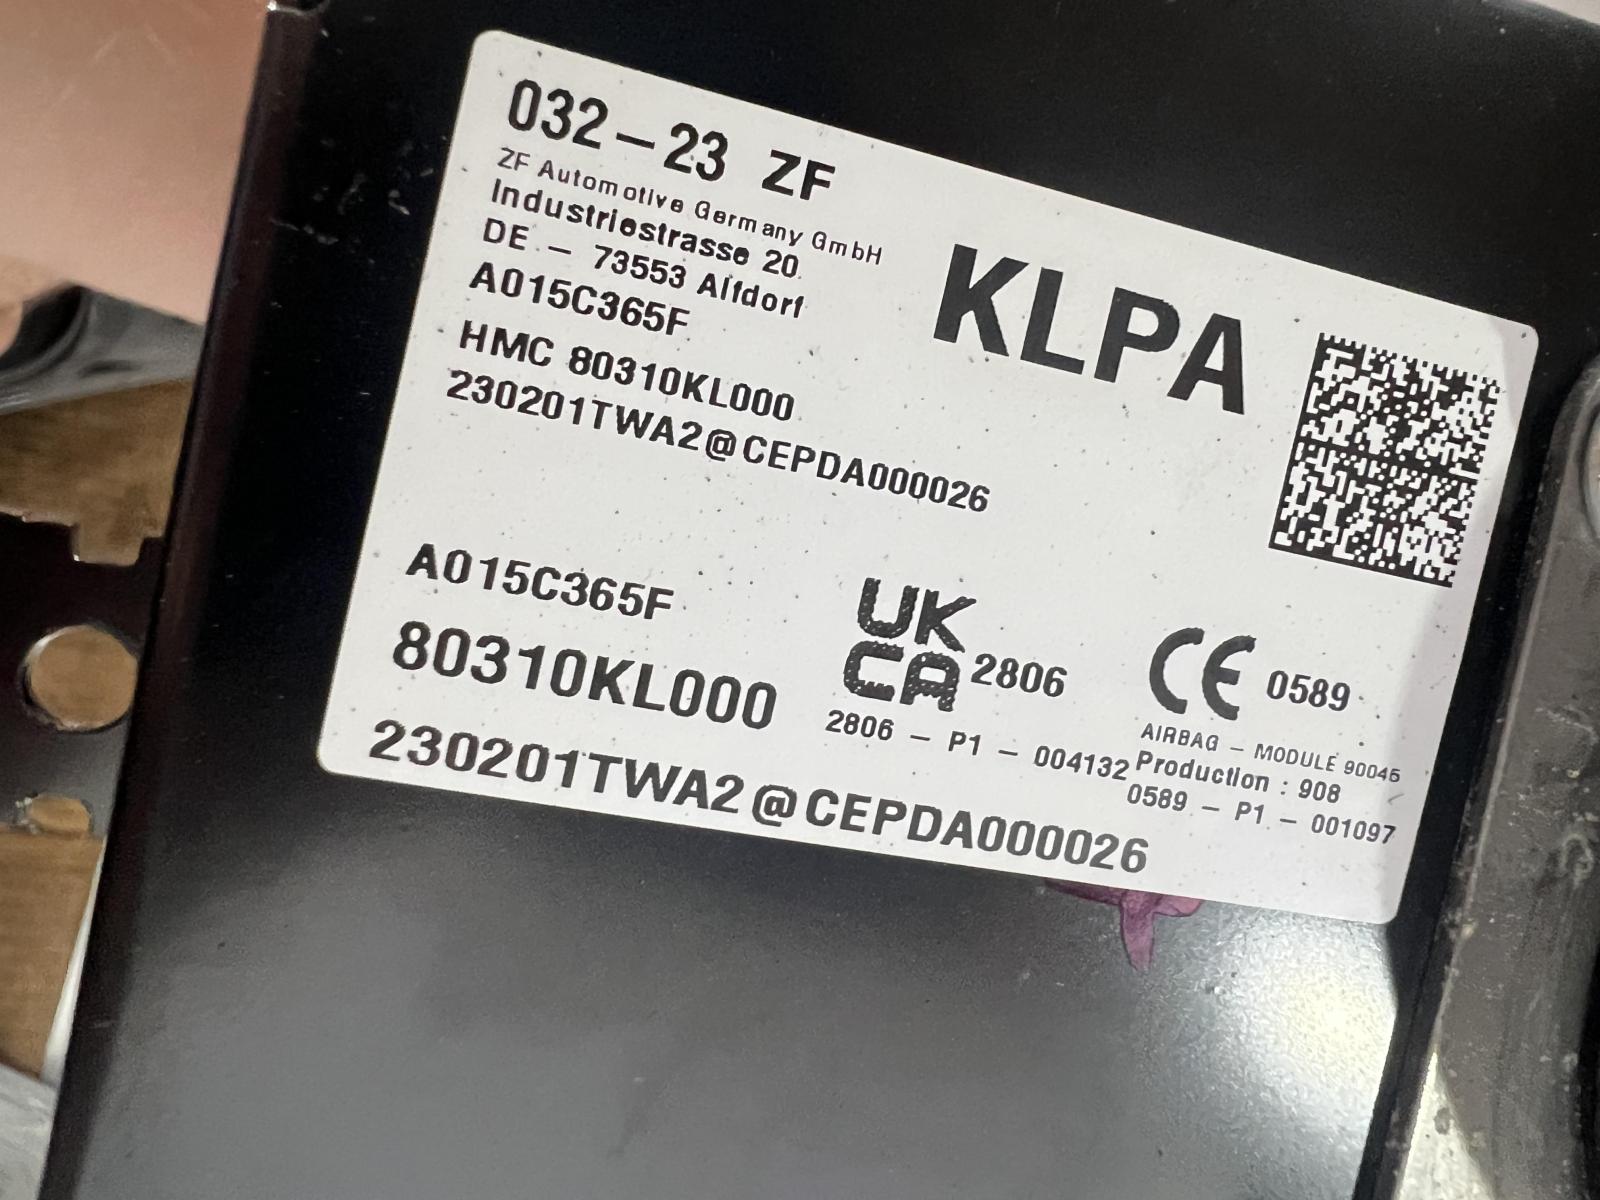 032-23 ZF
ZF Automotive Germany GmbH
Industriestrasse 20
DE - 73553 Alfdorf
A015C365F
HMC 80310KL000
230201TWA2@CEPDA000026
KLPA
A015C365F
80310KL000
230201TWA2@CEPDA000026
UK
CA 2806
2806 - P1 - 004132
CE 0589
AIRBAG - MODULE 90045
Production : 908
0589 - P1 - 001097